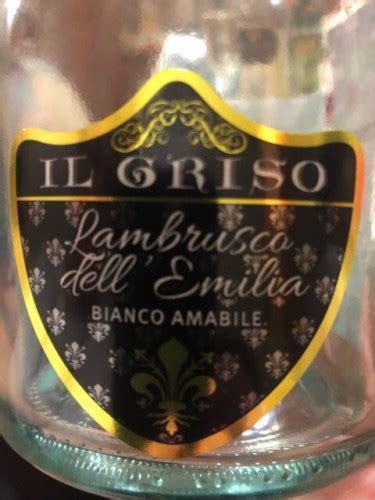 IL GRISO
Lambrusco
dell'Emilia
BIANCO AMABILE